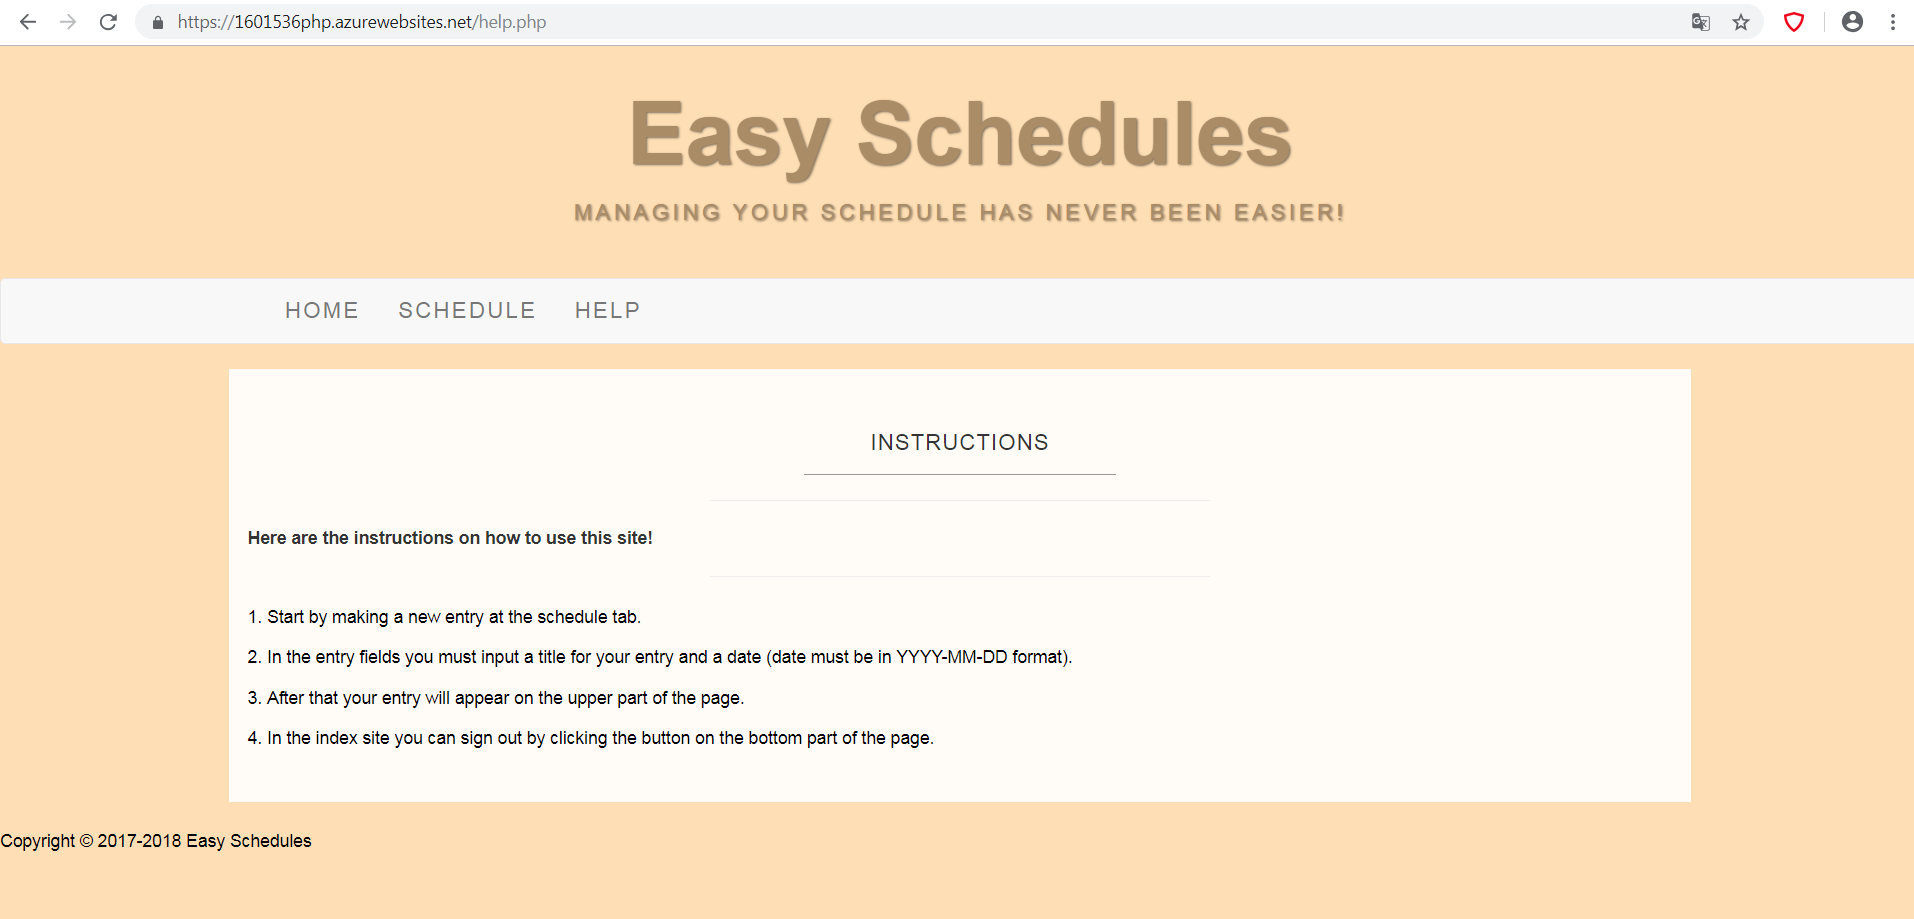 https://1601536php.azurewebsites.net/help.php
Easy Schedules
MANAGING YOUR SCHEDULE HAS NEVER BEEN EASIER!
HOME SCHEDULE HELP
INSTRUCTIONS
Here are the instructions on how to use this site!
1. Start by making a new entry at the schedule tab.
2. In the entry fields you must input a title for your entry and a date (date must be in YYYY-MM-DD format).
3. After that your entry will appear on the upper part of the page.
4. In the index site you can sign out by clicking the button on the bottom part of the page.
Copyright © 2017-2018 Easy Schedules